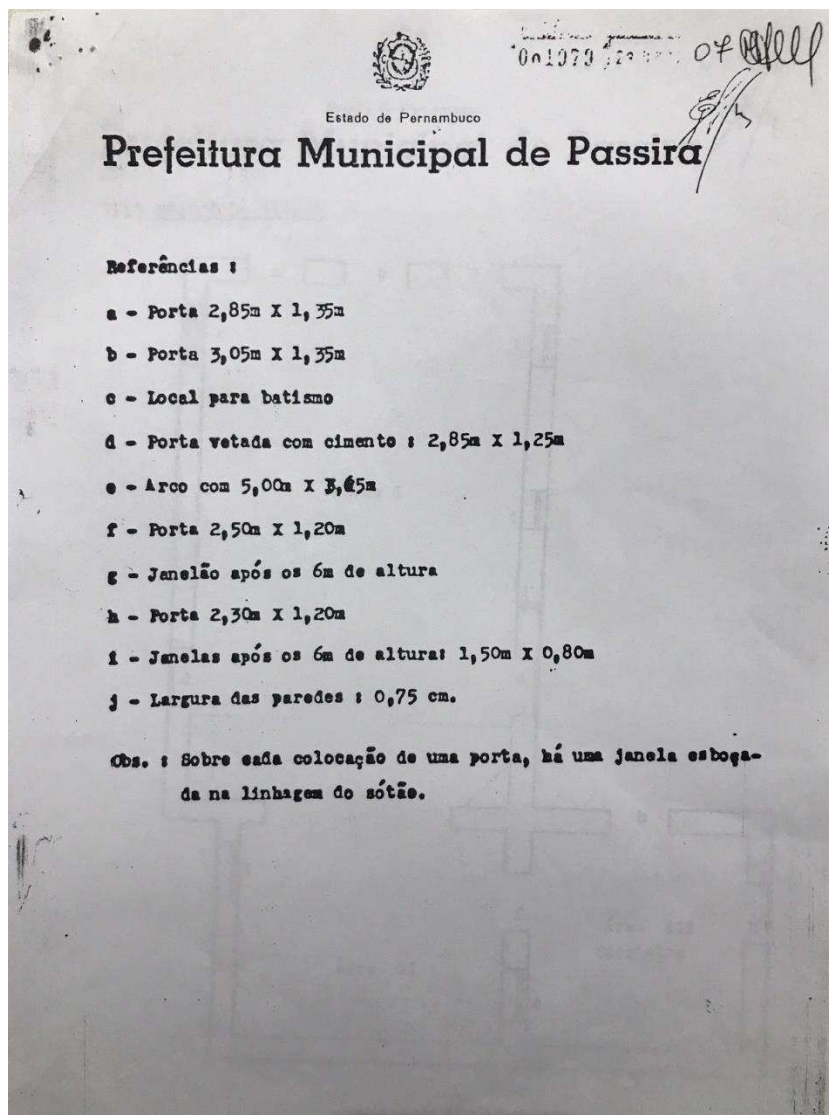 001979
07
Estado de Pernambuco
Prefeitura Municipal de Passira
Referências :
a - Porta 2,85m X 1,35m
b - Porta 3,05m X 1,35m
c - Local para batismo
d - Porta vetada com cimento : 2,85m X 1,25m
e - Arco com 5,00m X
f - Porta 2,50m X 1,20m
g - Janelão após os 6m de altura
h - Porta 2,30m X 1,20m
i - Janelas após os 6m de altura: 1,50m X 0,80m
j - Largura das paredes : 0,75 cm.
Obs. : Sobre cada colocação de uma porta, há uma janela esboça-
da na linhagem do sótão.